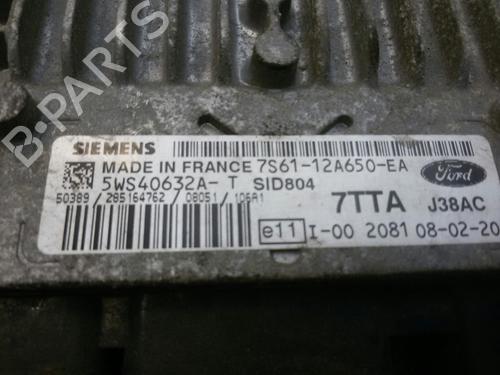 B-PARTS
SIEMENS
MADE IN FRANCE 7S61-12A650-EA
5WS40632A-T SID804
50389 / 285164762 / 08051 / 106A1
7TTA J38AC
Ford
e11 I-00 2081 08-02-20